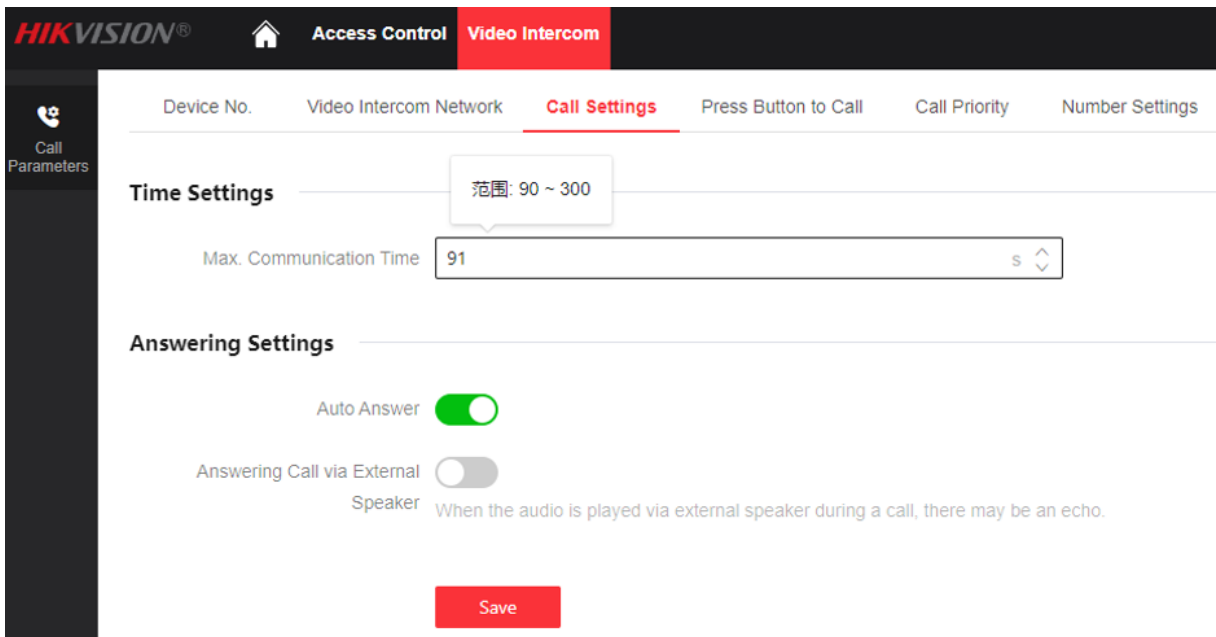 HIKVISION®
Access Control
Video Intercom
Call
Parameters
Device No.
Video Intercom Network
Call Settings
Press Button to Call
Call Priority
Number Settings
Time Settings
范围: 90 ~ 300
Max. Communication Time
91
s
Answering Settings
Auto Answer
Answering Call via External
Speaker
When the audio is played via external speaker during a call, there may be an echo.
Save